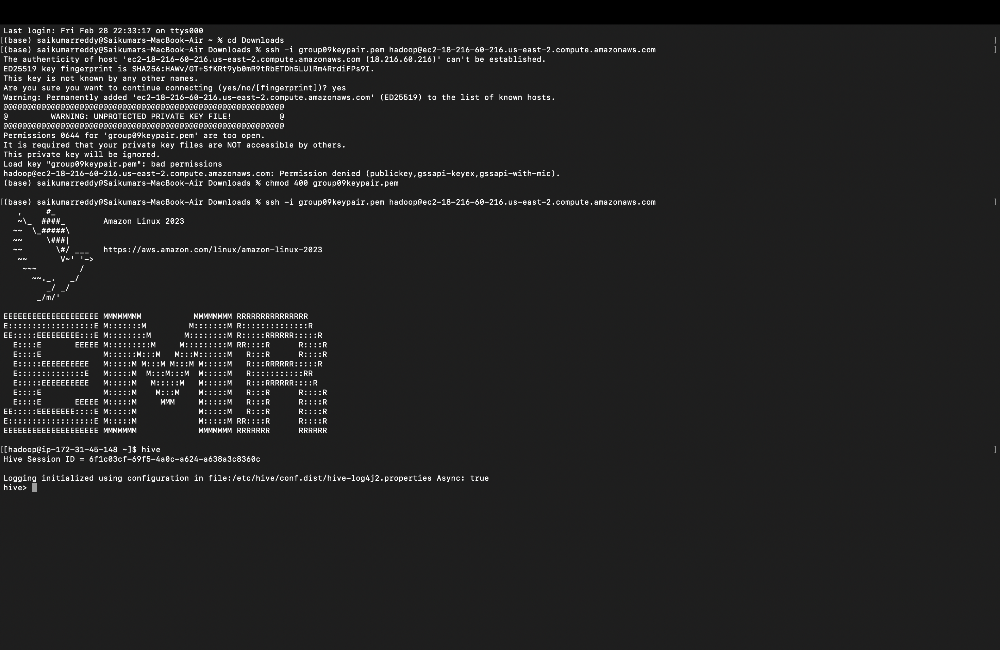 Last login: Fri Feb 28 22:33:17 on ttys000
[(base) saikumarreddy@Saikumars-MacBook-Air ~ % cd Downloads ]
[(base) saikumarreddy@Saikumars-MacBook-Air Downloads % ssh -i group09keypair.pem hadoop@ec2-18-216-60-216.us-east-2.compute.amazonaws.com ]
The authenticity of host 'ec2-18-216-60-216.us-east-2.compute.amazonaws.com (18.216.60.216)' can't be established.
ED25519 key fingerprint is SHA256:HAWv/GT+SfKRt9yb0mR9tRbETDh5LUlRm4RrdiFPs9I.
This key is not known by any other names.
Are you sure you want to continue connecting (yes/no/[fingerprint])? yes
Warning: Permanently added 'ec2-18-216-60-216.us-east-2.compute.amazonaws.com' (ED25519) to the list of known hosts.
@@@@@@@@@@@@@@@@@@@@@@@@@@@@@@@@@@@@@@@@@@@@@@@@@@@@@@@@@@@
@         WARNING: UNPROTECTED PRIVATE KEY FILE!          @
@@@@@@@@@@@@@@@@@@@@@@@@@@@@@@@@@@@@@@@@@@@@@@@@@@@@@@@@@@@
Permissions 0644 for 'group09keypair.pem' are too open.
It is required that your private key files are NOT accessible by others.
This private key will be ignored.
Load key "group09keypair.pem": bad permissions
hadoop@ec2-18-216-60-216.us-east-2.compute.amazonaws.com: Permission denied (publickey,gssapi-keyex,gssapi-with-mic).
(base) saikumarreddy@Saikumars-MacBook-Air Downloads % chmod 400 group09keypair.pem
[(base) saikumarreddy@Saikumars-MacBook-Air Downloads % ssh -i group09keypair.pem hadoop@ec2-18-216-60-216.us-east-2.compute.amazonaws.com ]
   ,     #_
   ~\_  ####_        Amazon Linux 2023
  ~~  \_#####\
  ~~     \###|
  ~~       \#/ ___   https://aws.amazon.com/linux/amazon-linux-2023
   ~~       V~' '->
    ~~~         /
      ~~._.   _/
         _/ _/
       _/m/'
EEEEEEEEEEEEEEEEEEEE MMMMMMMM           MMMMMMMM RRRRRRRRRRRRRRR
E::::::::::::::::::E M:::::::M         M:::::::M R::::::::::::::R
EE:::::EEEEEEEEE:::E M::::::::M       M::::::::M R:::::RRRRRR:::::R
  E::::E       EEEEE M:::::::::M     M:::::::::M RR::::R      R::::R
  E::::E             M::::::M:::M   M:::M::::::M   R:::R      R::::R
  E:::::EEEEEEEEEE   M:::::M M:::M M:::M M:::::M   R:::RRRRRR:::::R
  E::::::::::::::E   M:::::M  M:::M:::M  M:::::M   R:::::::::::RR
  E:::::EEEEEEEEEE   M:::::M   M:::::M   M:::::M   R:::RRRRRR::::R
  E::::E             M:::::M    M:::M    M:::::M   R:::R      R::::R
  E::::E       EEEEE M:::::M     MMM     M:::::M   R:::R      R::::R
EE:::::EEEEEEEE::::E M:::::M             M:::::M   R:::R      R::::R
E::::::::::::::::::E M:::::M             M:::::M RR::::R      R::::R
EEEEEEEEEEEEEEEEEEEE MMMMMMM             MMMMMMM RRRRRRR      RRRRRR
[[hadoop@ip-172-31-45-148 ~]$ hive ]
Hive Session ID = 6f1c03cf-69f5-4a0c-a624-a638a3c8360c
Logging initialized using configuration in file:/etc/hive/conf.dist/hive-log4j2.properties Async: true
hive>